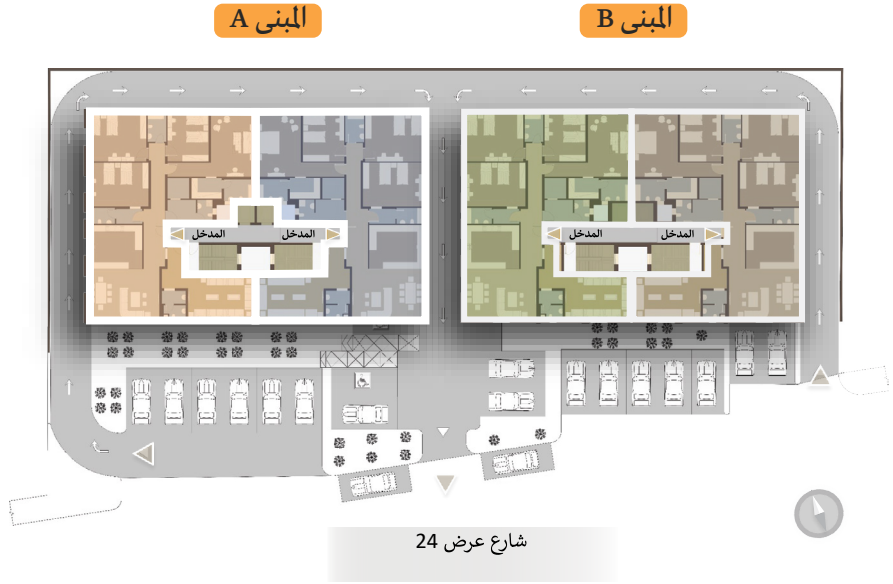 المبنى A
المبنى B
المدخل
المدخل
المدخل
المدخل
شارع عرض 24